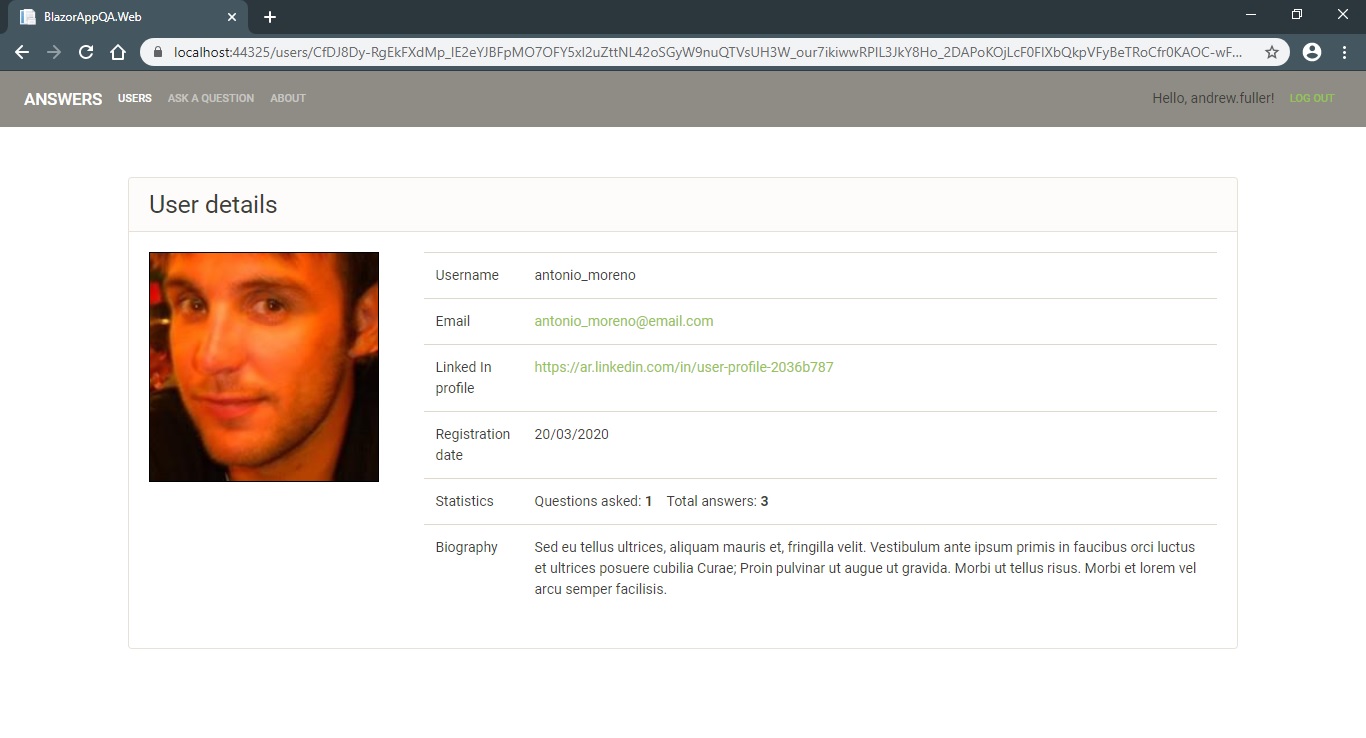 BlazorAppQA.Web
localhost:44325/users/CfDJ8Dy-RgEkFXdMp_IE2eYJBFpMO7OFY5xI2uZttNL42oSGyW9nuQTVsUH3W_our7ikiwwRPIL3JkY8Ho_2DAPoKOjLcF0FIXbQkpVFyBeTRoCfr0KAOC-wF...
ANSWERS USERS ASK A QUESTION ABOUT Hello, andrew.fuller! LOG OUT
User details
Username antonio_moreno
Email antonio_moreno@email.com
Linked In profile https://ar.linkedin.com/in/user-profile-2036b787
Registration date 20/03/2020
Statistics Questions asked: 1 Total answers: 3
Biography Sed eu tellus ultrices, aliquam mauris et, fringilla velit. Vestibulum ante ipsum primis in faucibus orci luctus
et ultrices posuere cubilia Curae; Proin pulvinar ut augue ut gravida. Morbi ut tellus risus. Morbi et lorem vel
arcu semper facilisis.